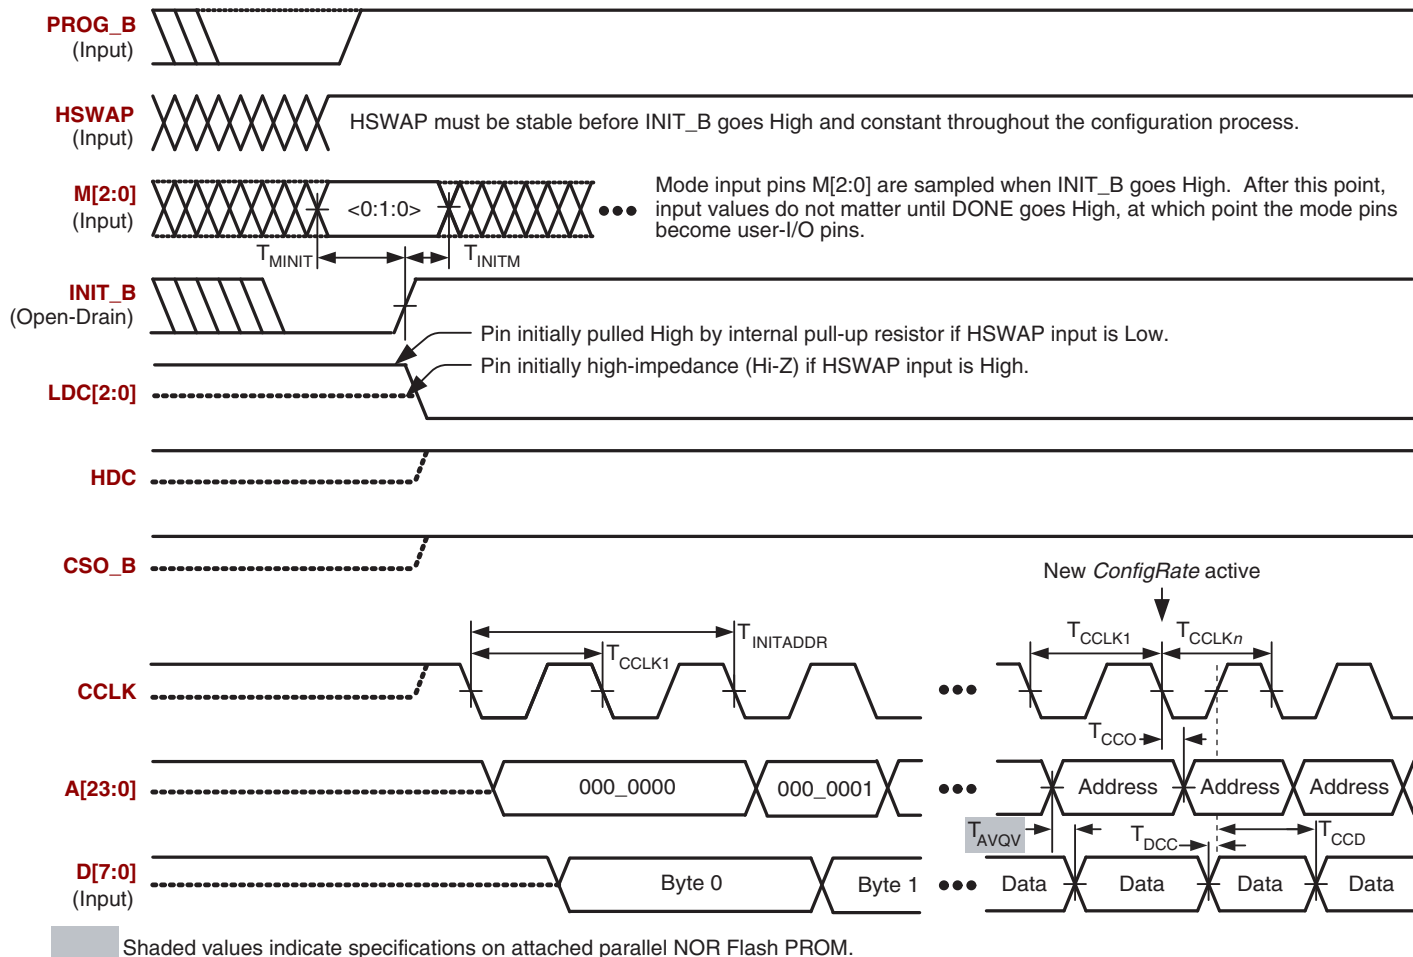 PROG_B
(Input)
HSWAP
(Input)
HSWAP must be stable before INIT_B goes High and constant throughout the configuration process.
M[2:0]
(Input)
<0:1:0>
Mode input pins M[2:0] are sampled when INIT_B goes High. After this point,
input values do not matter until DONE goes High, at which point the mode pins
become user-I/O pins.
TMINIT
TINITM
INIT_B
(Open-Drain)
Pin initially pulled High by internal pull-up resistor if HSWAP input is Low.
Pin initially high-impedance (Hi-Z) if HSWAP input is High.
LDC[2:0]
HDC
CSO_B
New ConfigRate active
TINITADDR
TCCLK1
TCCLK1
TCCLKn
CCLK
TCCO
A[23:0]
000_0000
000_0001
Address
Address
Address
TAVQV
TDCC
TCCD
D[7:0]
(Input)
Byte 0
Byte 1
Data
Data
Data
Data
Shaded values indicate specifications on attached parallel NOR Flash PROM.